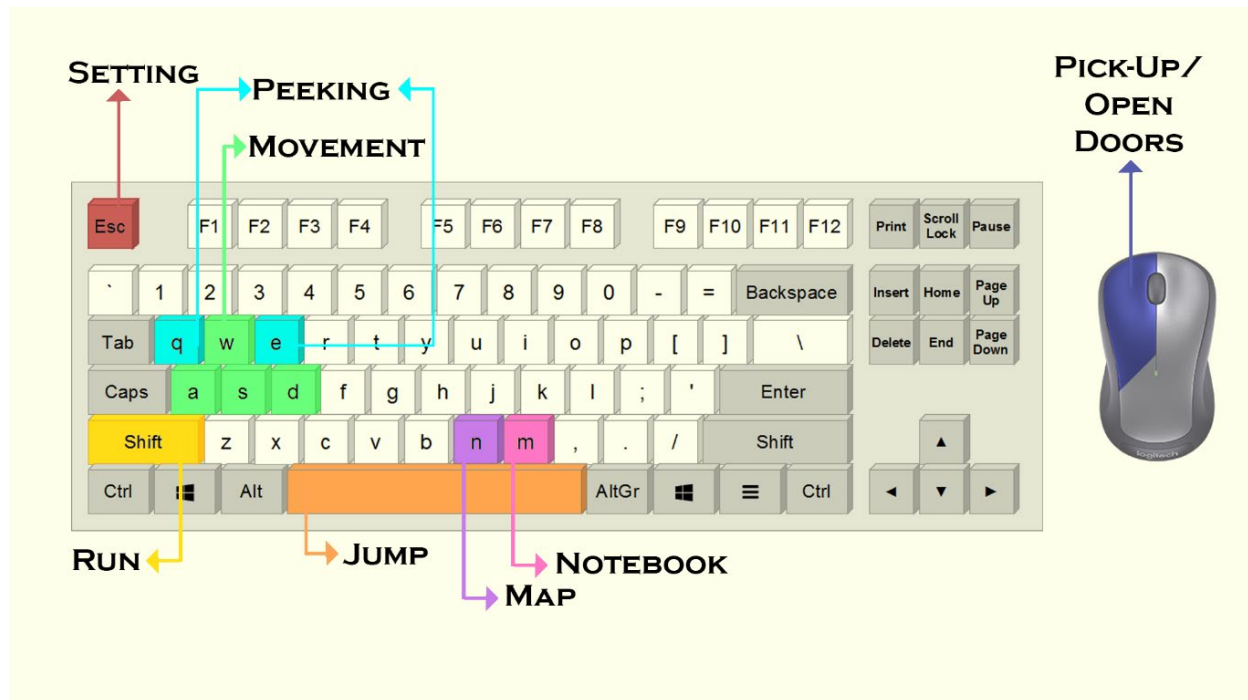 SETTING
PEEKING
MOVEMENT
PICK-UP/
OPEN
DOORS
Esc F1 F2 F3 F4 F5 F6 F7 F8 F9 F10 F11 F12 Print Scroll Lock Pause
` 1 2 3 4 5 6 7 8 9 0 - = Backspace Insert Home Page Up
Tab q w e r t y u i o p [ ] \ Delete End Page Down
Caps a s d f g h j k l ; ' Enter
Shift z x c v b n m , . / Shift ▲
Ctrl Alt AltGr Ctrl ◄ ▼ ►
logitech
RUN
JUMP
NOTEBOOK
MAP